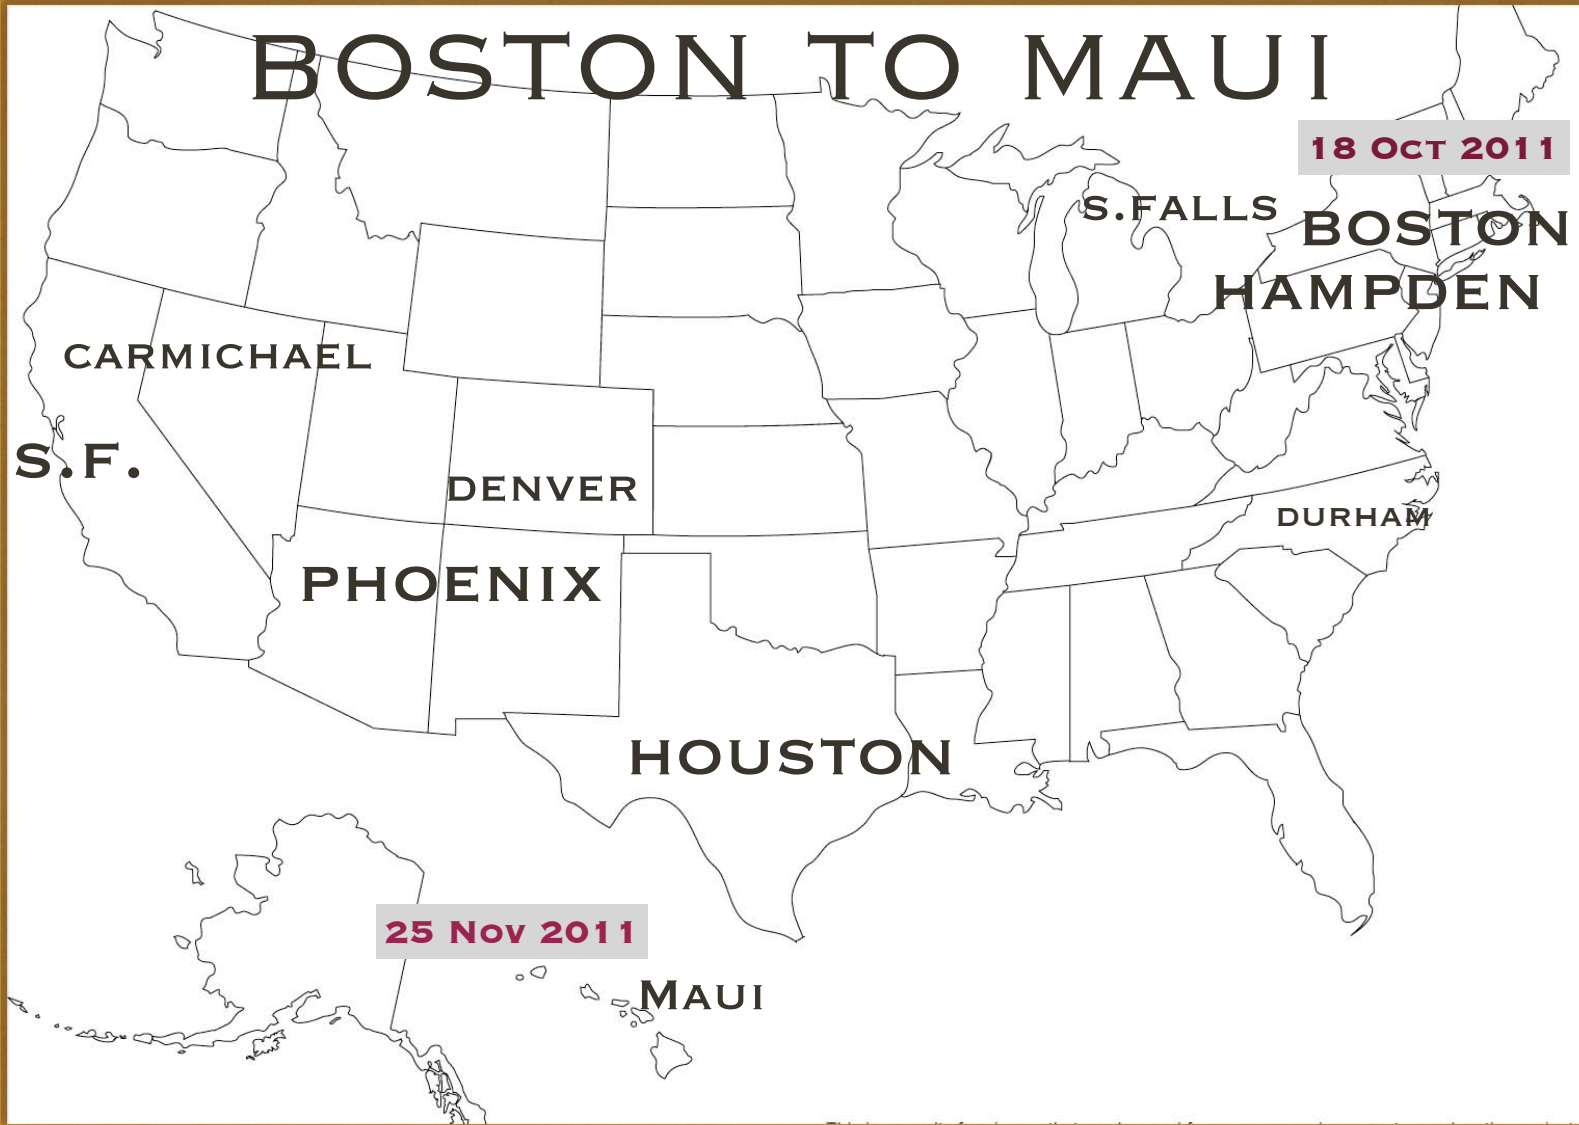 BOSTON TO MAUI
18 OCT 2011
S.FALLS
BOSTON
HAMPDEN
CARMICHAEL
S.F.
DENVER
DURHAM
PHOENIX
HOUSTON
25 NOV 2011
MAUI